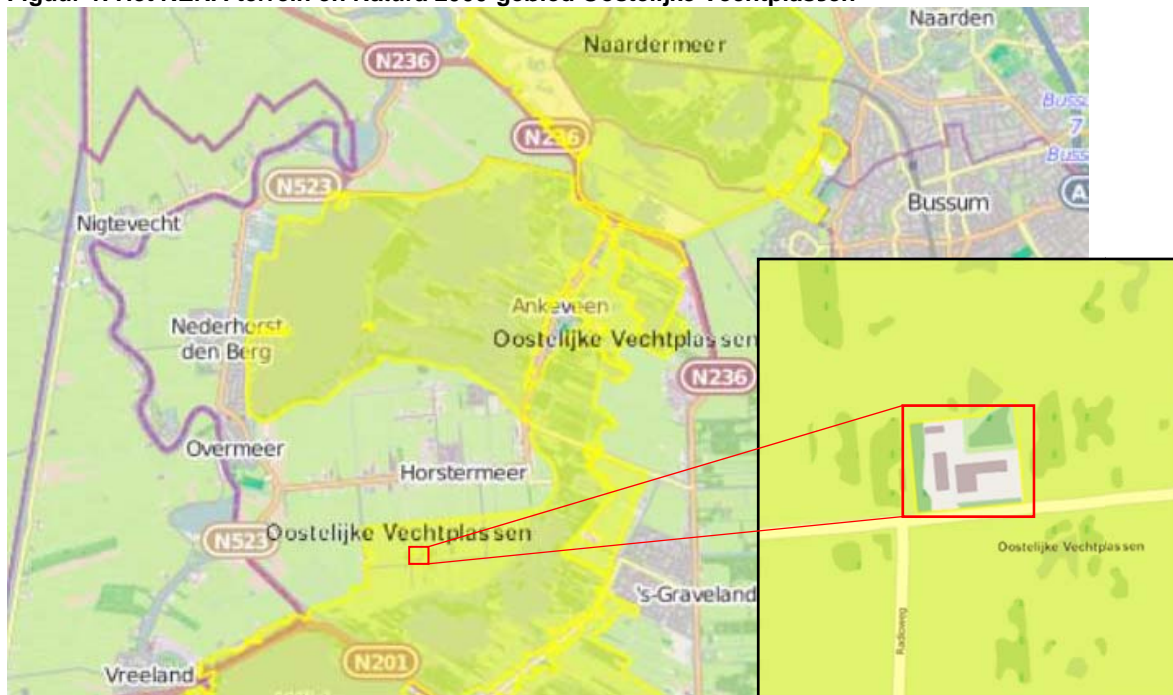 Naarden
Naardermeer
N236
Bussum
7
N236
N523
Bussum
Nigtevecht
A
Ankeveen
Nederhorst
den Berg
Oostelijke Vechtplassen
N236
Overmeer
Horstermeer
Oostelijke Vechtplassen
N523
Oostelijke Vechtplassen
's-Graveland
Radioweg
N201
Vreeland